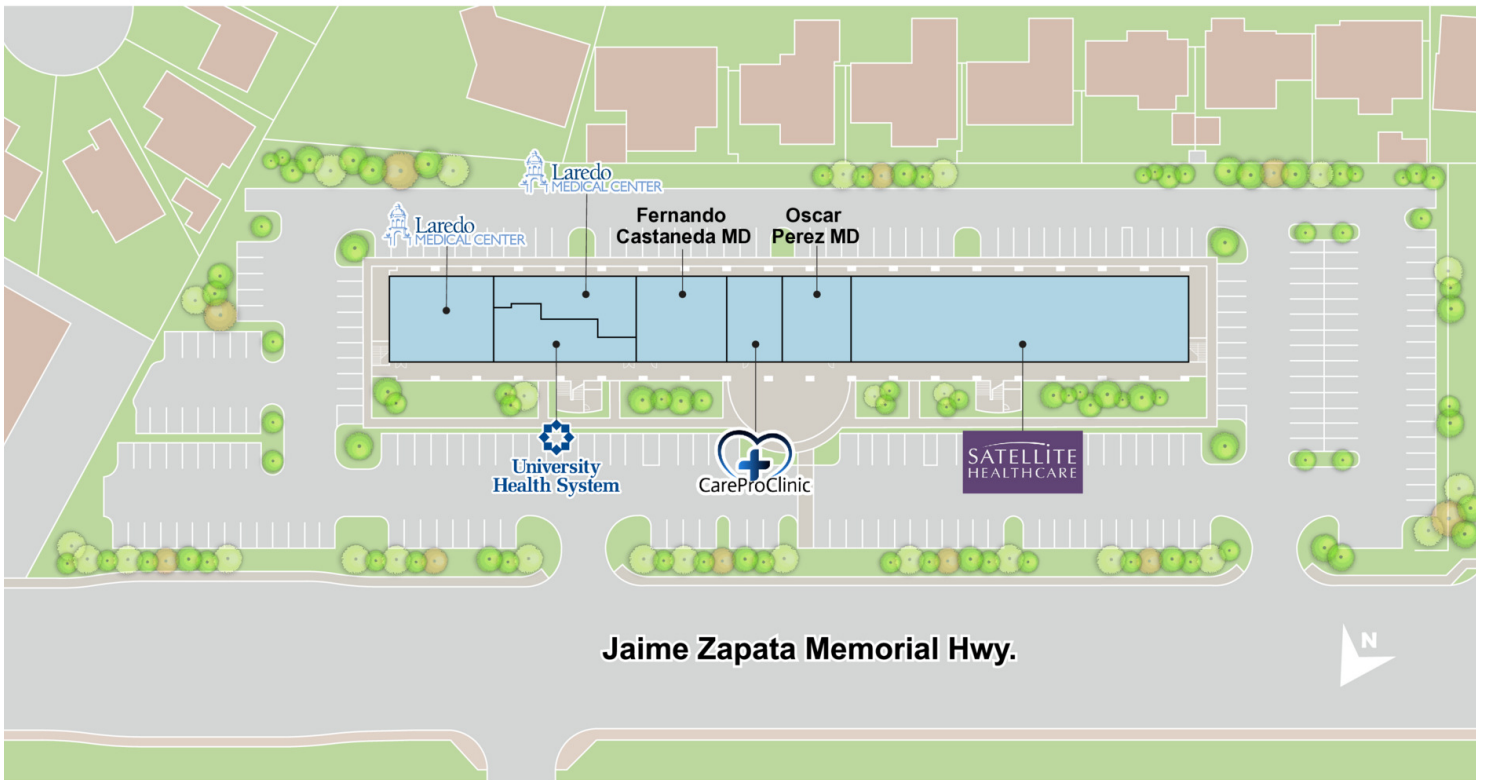 Laredo
MEDICAL CENTER
Laredo
MEDICAL CENTER
Fernando
Castaneda MD
Oscar
Perez MD
University
Health System
CareProClinic
SATELLITE
HEALTHCARE
Jaime Zapata Memorial Hwy.
N